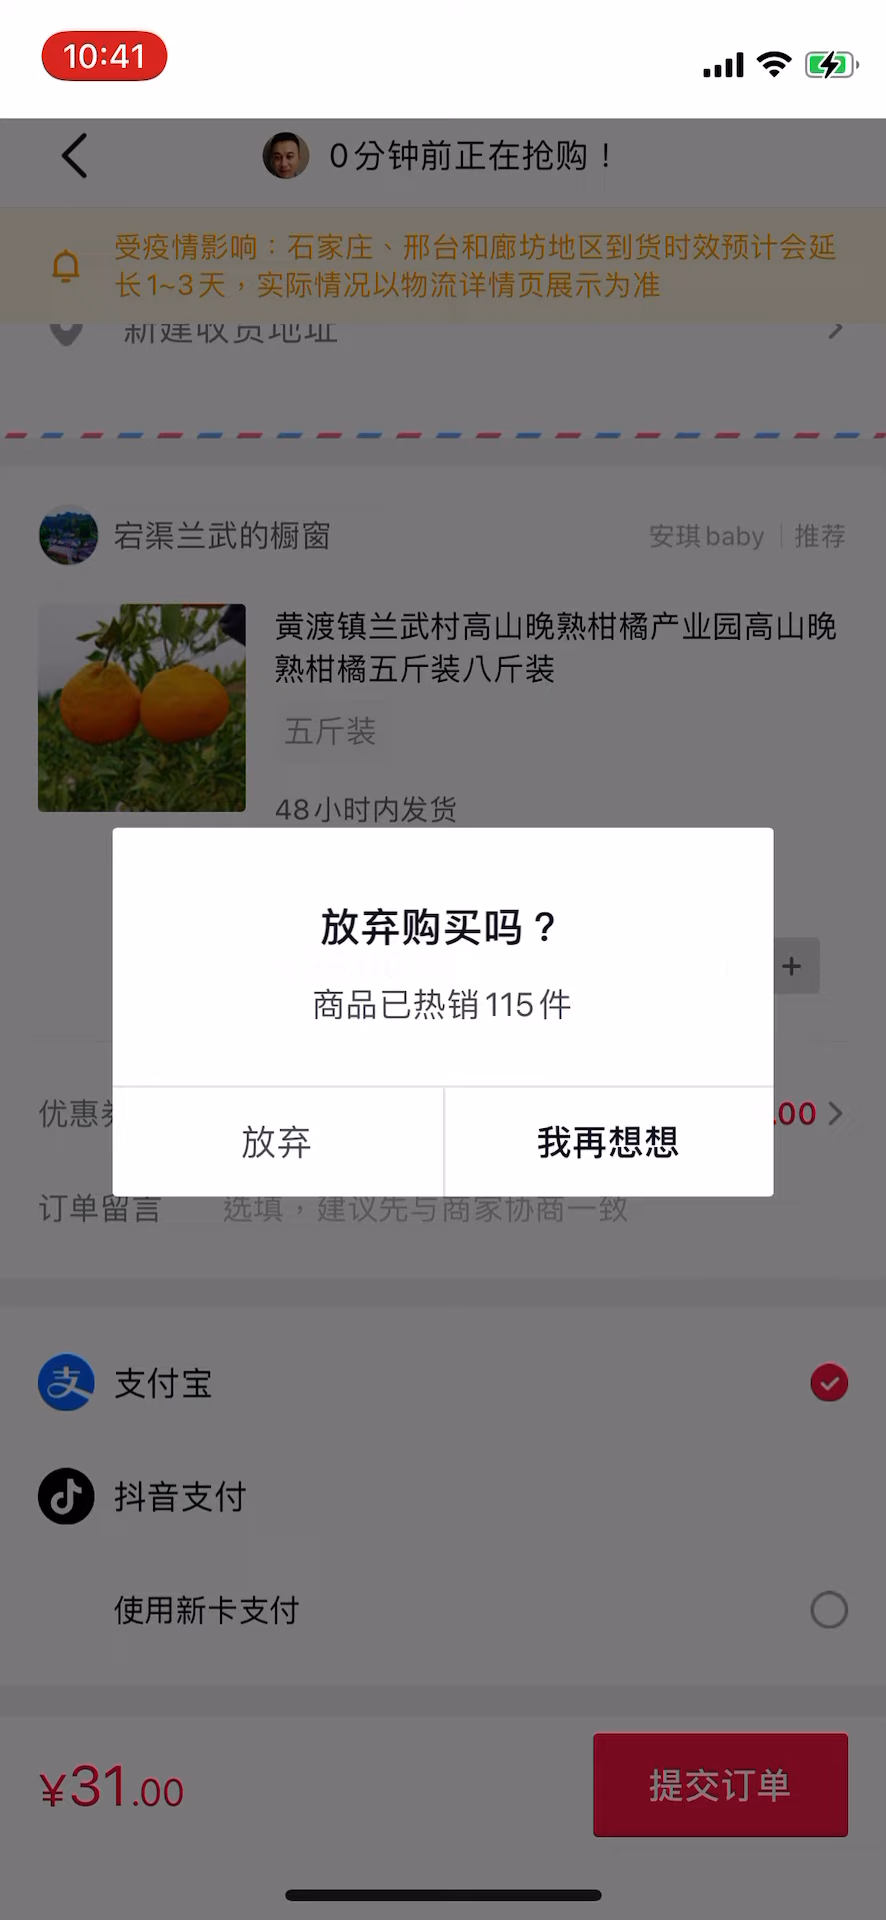 10:41
0分钟前正在抢购！
受疫情影响：石家庄、邢台和廊坊地区到货时效预计会延
长1~3天，实际情况以物流详情页展示为准
新建收货地址
宕渠兰武的橱窗
安琪baby | 推荐
黄渡镇兰武村高山晚熟柑橘产业园高山晚
熟柑橘五斤装八斤装
五斤装
48小时内发货
放弃购买吗？
+
商品已热销115件
优惠券
.00
放弃
我再想想
订单留言
选填，建议先与商家协商一致
支付宝
抖音支付
使用新卡支付
¥31.00
提交订单